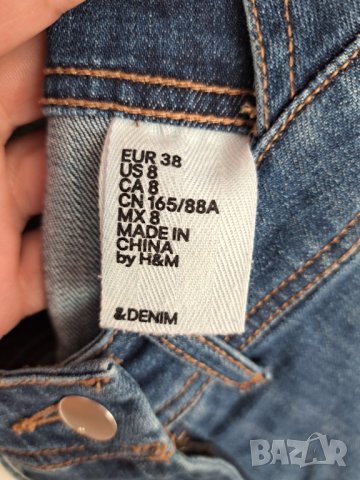 EUR 38
US 8
CA 8
CN 165/88A
MX 8
MADE IN
CHINA
by H&M
&DENIM
BAZAR